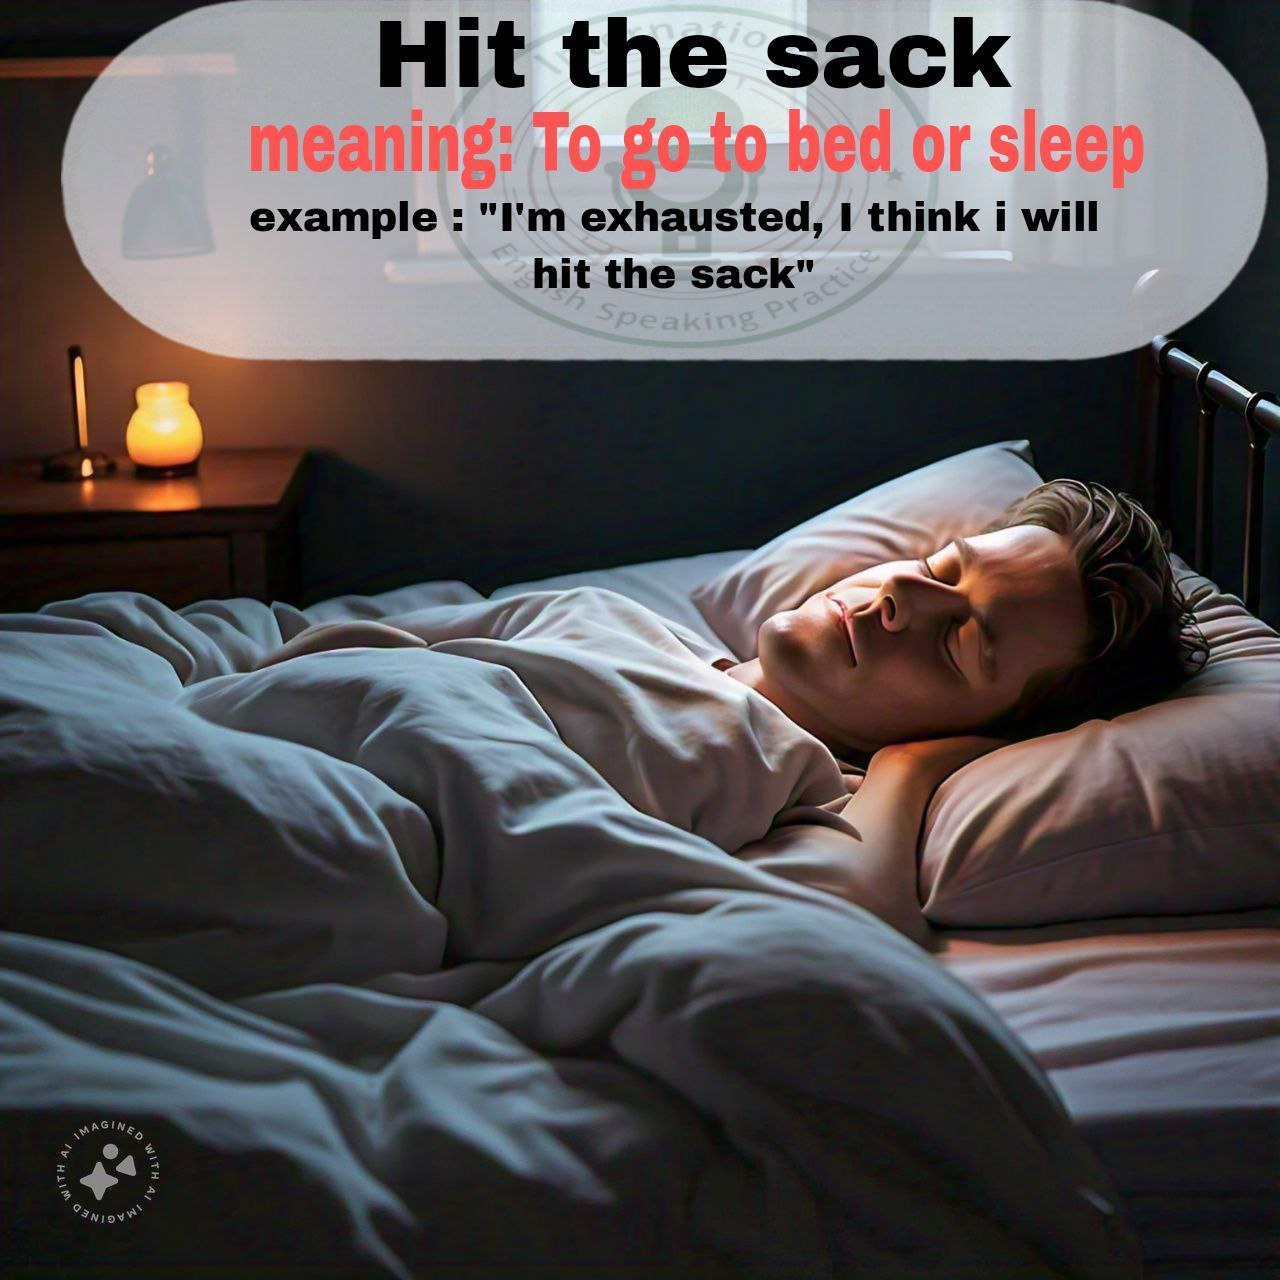 Hit the sack
meaning: To go to bed or sleep
example : "I'm exhausted, I think i will
hit the sack"
English Speaking Practice
IMAGINED WITH AI IMAGINED WITH AI